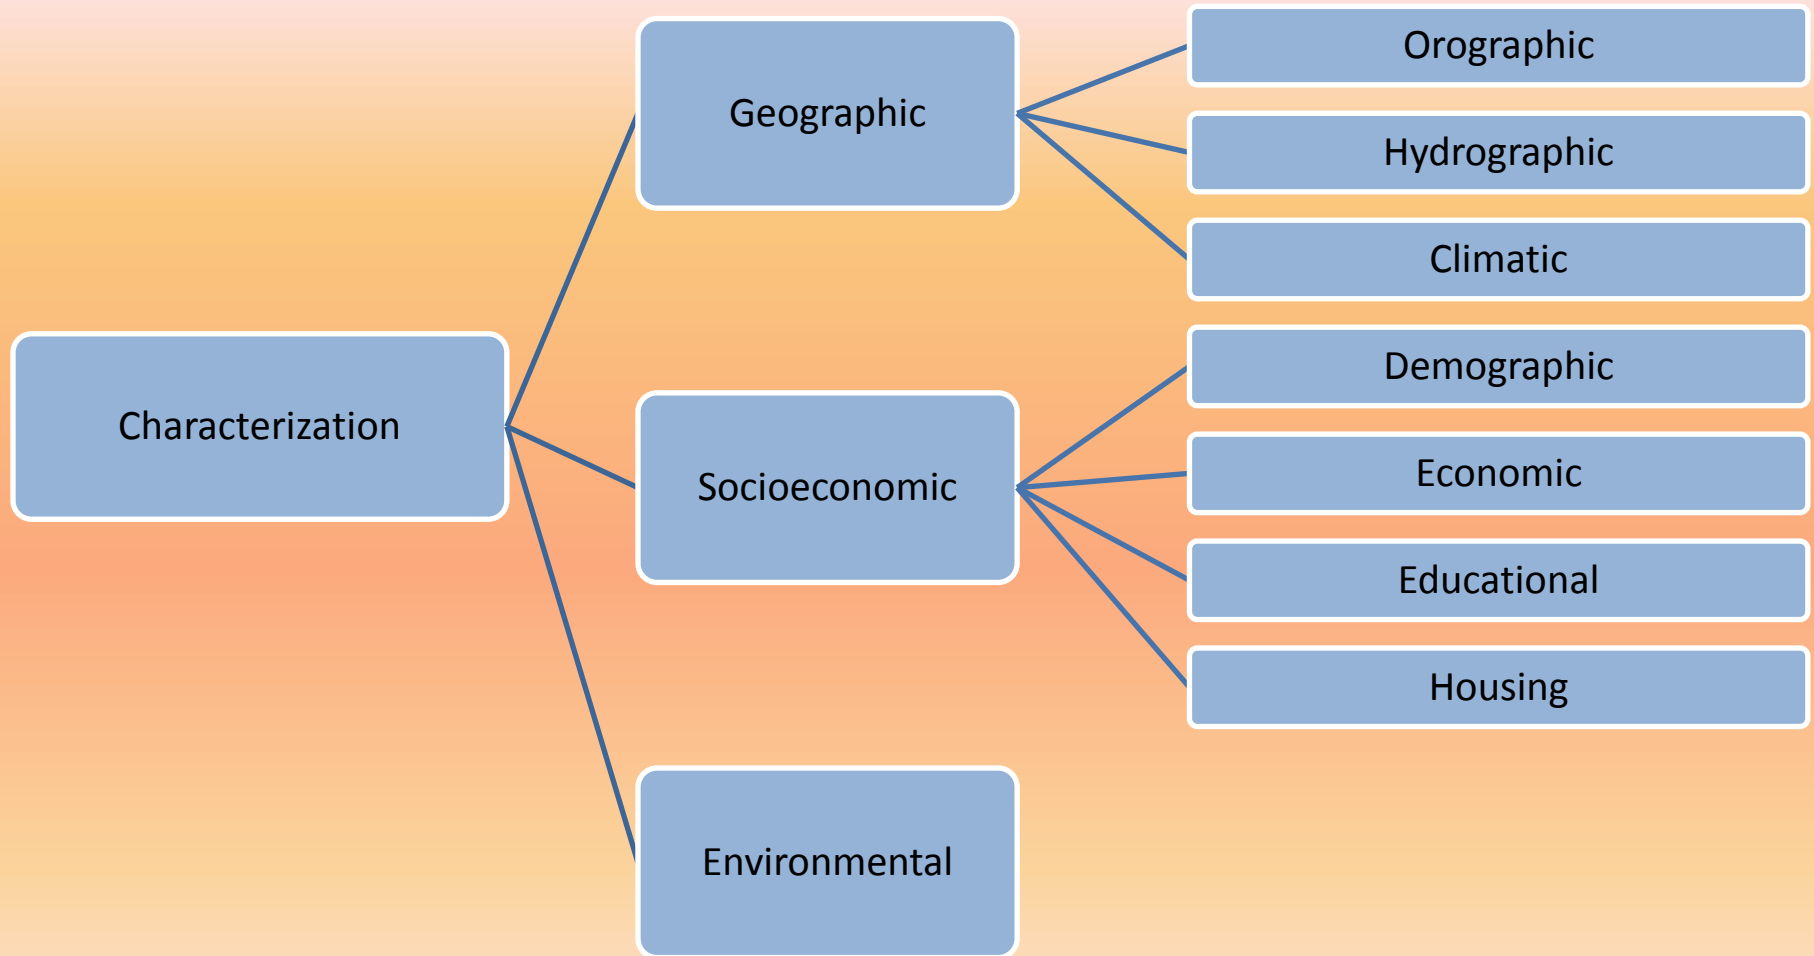 Characterization
Geographic
Orographic
Hydrographic
Climatic
Socioeconomic
Demographic
Economic
Educational
Housing
Environmental